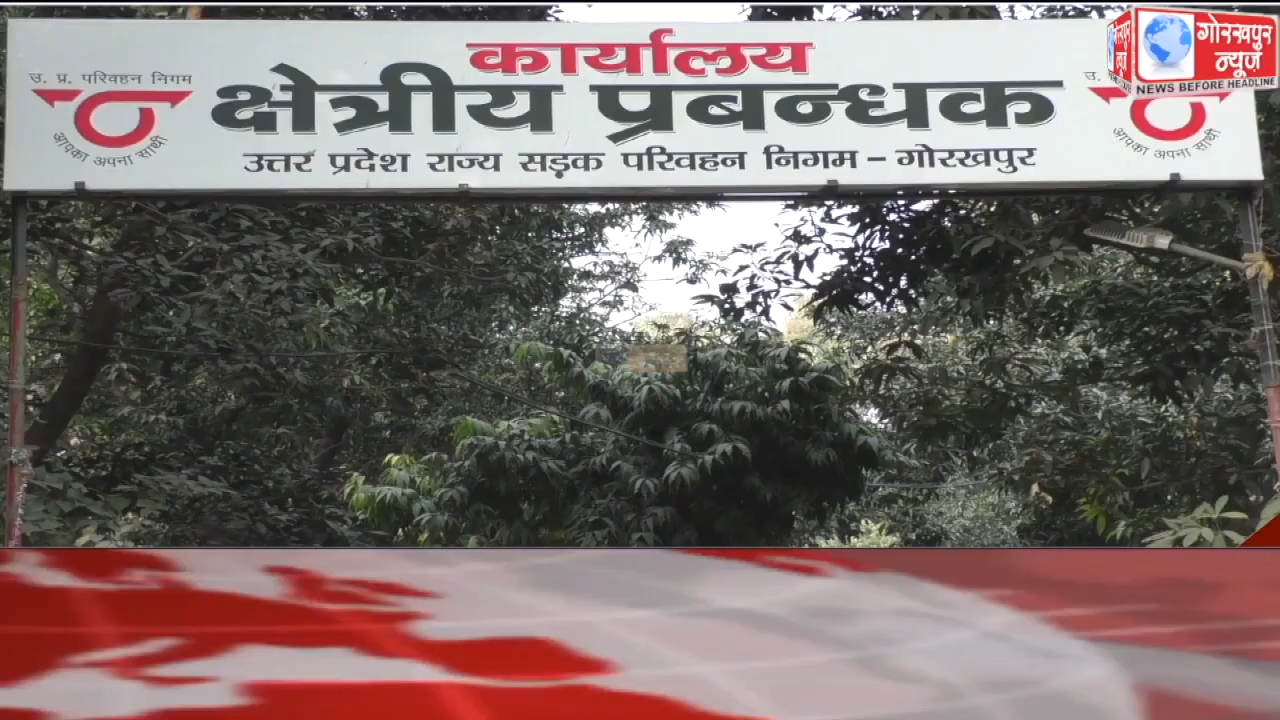 कार्यालय
क्षेत्रीय प्रबन्धक
उत्तर प्रदेश राज्य सड़क परिवहन निगम – गोरखपुर
उ. प्र. परिवहन निगम
आपका अपना साथी
उ.
आपका अपना साथी
गोरखपुर
न्यूज़
NEWS BEFORE HEADLINE